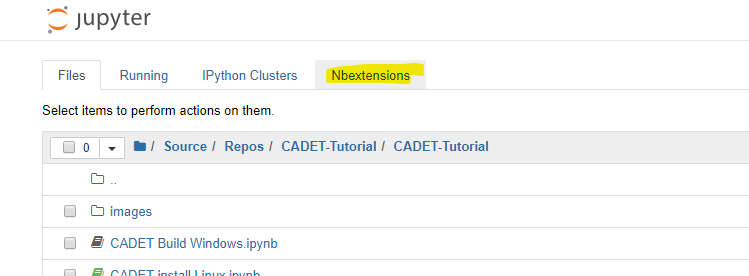 jupyter
Files Running IPython Clusters Nbextensions
Select items to perform actions on them.
0 / Source / Repos / CADET-Tutorial / CADET-Tutorial
..
images
CADET Build Windows.ipynb
CADET install Linux.ipynb